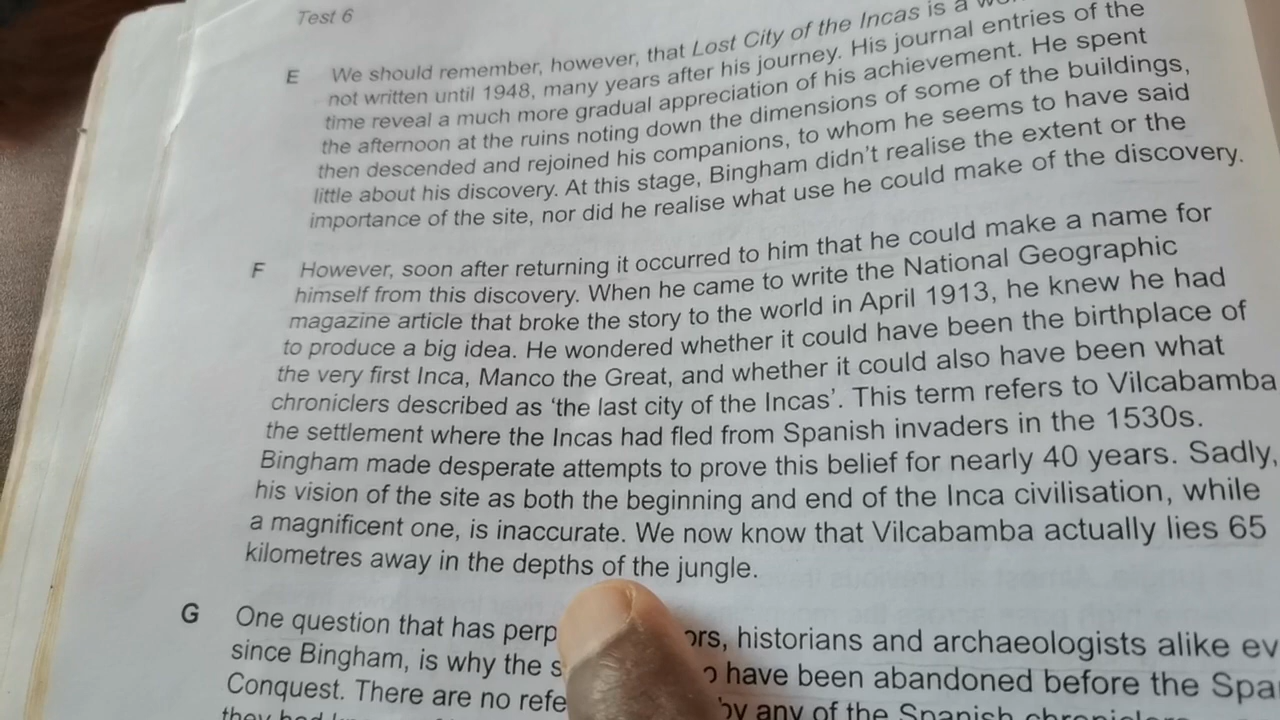 Test 6
E We should remember, however, that Lost City of the Incas is a
not written until 1948, many years after his journey. His journal entries of the
time reveal a much more gradual appreciation of his achievement. He spent
the afternoon at the ruins noting down the dimensions of some of the buildings,
then descended and rejoined his companions, to whom he seems to have said
little about his discovery. At this stage, Bingham didn't realise the extent or the
importance of the site, nor did he realise what use he could make of the discovery.
F However, soon after returning it occurred to him that he could make a name for
himself from this discovery. When he came to write the National Geographic
magazine article that broke the story to the world in April 1913, he knew he had
to produce a big idea. He wondered whether it could have been the birthplace of
the very first Inca, Manco the Great, and whether it could also have been what
chroniclers described as 'the last city of the Incas'. This term refers to Vilcabamba
the settlement where the Incas had fled from Spanish invaders in the 1530s.
Bingham made desperate attempts to prove this belief for nearly 40 years. Sadly,
his vision of the site as both the beginning and end of the Inca civilisation, while
a magnificent one, is inaccurate. We now know that Vilcabamba actually lies 65
kilometres away in the depths of the jungle.
G One question that has historians and archaeologists alike
since Bingham, is why the have been abandoned before the
Conquest. There are no by any of the Spanish